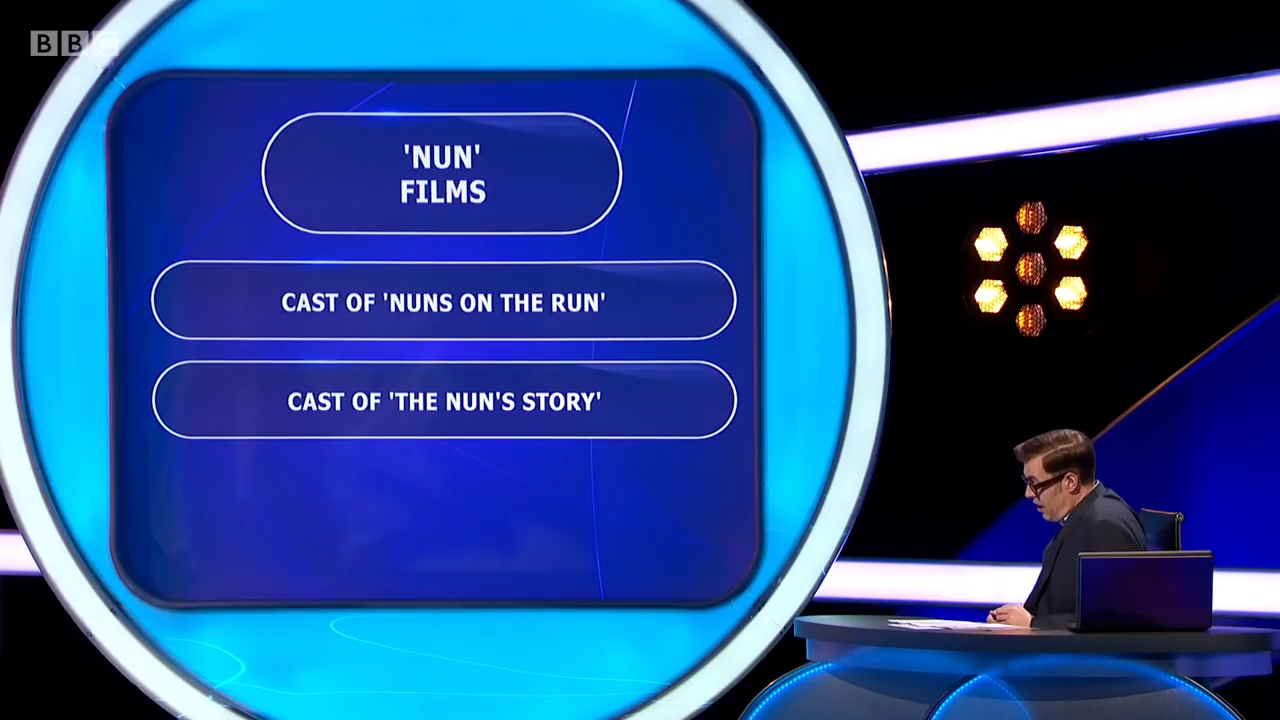 BBC
'NUN'
FILMS
CAST OF 'NUNS ON THE RUN'
CAST OF 'THE NUN'S STORY'